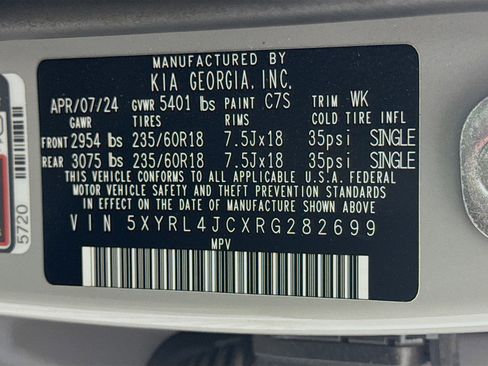 MANUFACTURED BY
KIA GEORGIA, INC.
APR/07/24 GVWR 5401 lbs PAINT C7S TRIM WK
GAWR TIRES RIMS COLD TIRE INFL
FRONT 2954 lbs 235/60R18 7.5Jx18 35psi SINGLE
REAR 3075 lbs 235/60R18 7.5Jx18 35psi SINGLE
THIS VEHICLE CONFORMS TO ALL APPLICABLE U.S.A. FEDERAL
MOTOR VEHICLE SAFETY AND THEFT PREVENTION STANDARDS
IN EFFECT ON THE DATE OF MANUFACTURE SHOWN ABOVE.
VIN 5XYRL4JCXRG282699
MPV
5720